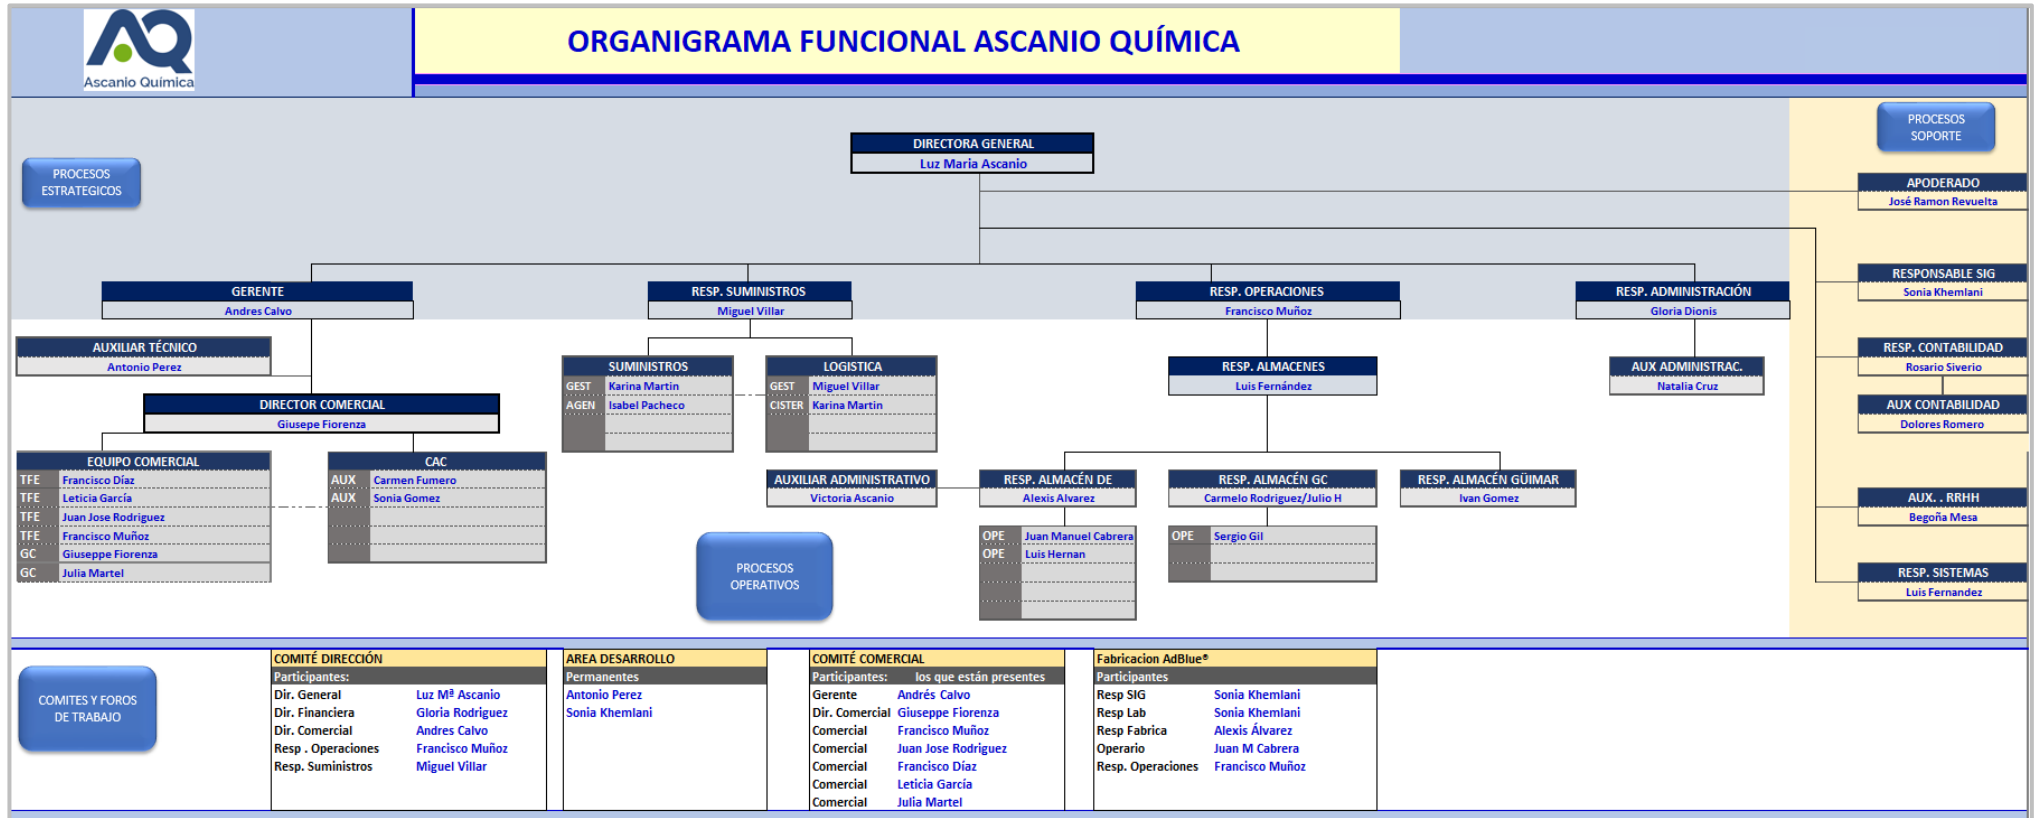 Ascanio Química
ORGANIGRAMA FUNCIONAL ASCANIO QUÍMICA
PROCESOS
SOPORTE
PROCESOS
ESTRATEGICOS
DIRECTORA GENERAL
Luz Maria Ascanio
APODERADO
José Ramon Revuelta
RESPONSABLE SIG
Sonia Khemlani
GERENTE
Andres Calvo
RESP. SUMINISTROS
Miguel Villar
RESP. OPERACIONES
Francisco Muñoz
RESP. ADMINISTRACIÓN
Gloria Dionis
AUXILIAR TÉCNICO
Antonio Perez
SUMINISTROS
GEST Karina Martin
AGEN Isabel Pacheco
LOGISTICA
GEST Miguel Villar
CISTER Karina Martin
RESP. ALMACENES
Luis Fernández
AUX ADMINISTRAC.
Natalia Cruz
RESP. CONTABILIDAD
Rosario Siverio
AUX CONTABILIDAD
Dolores Romero
DIRECTOR COMERCIAL
Giusepe Fiorenza
EQUIPO COMERCIAL
TFE Francisco Díaz
TFE Leticia García
TFE Juan Jose Rodriguez
TFE Francisco Muñoz
GC Giuseppe Fiorenza
GC Julia Martel
CAC
AUX Carmen Fumero
AUX Sonia Gomez
AUXILIAR ADMINISTRATIVO
Victoria Ascanio
RESP. ALMACÉN DE
Alexis Alvarez
OPE Juan Manuel Cabrera
OPE Luis Hernan
RESP. ALMACÉN GC
Carmelo Rodriguez/Julio H
OPE Sergio Gil
RESP. ALMACÉN GÜIMAR
Ivan Gomez
AUX. . RRHH
Begoña Mesa
RESP. SISTEMAS
Luis Fernandez
PROCESOS
OPERATIVOS
COMITES Y FOROS
DE TRABAJO
COMITÉ DIRECCIÓN
Participantes:
Dir. General Luz Mª Ascanio
Dir. Financiera Gloria Rodriguez
Dir. Comercial Andres Calvo
Resp . Operaciones Francisco Muñoz
Resp. Suministros Miguel Villar
AREA DESARROLLO
Permanentes
Antonio Perez
Sonia Khemlani
COMITÉ COMERCIAL
Participantes: los que están presentes
Gerente Andrés Calvo
Dir. Comercial Giuseppe Fiorenza
Comercial Francisco Muñoz
Comercial Juan Jose Rodriguez
Comercial Francisco Díaz
Comercial Leticia García
Comercial Julia Martel
Fabricacion AdBlue®
Participantes
Resp SIG Sonia Khemlani
Resp Lab Sonia Khemlani
Resp Fabrica Alexis Álvarez
Operario Juan M Cabrera
Resp. Operaciones Francisco Muñoz